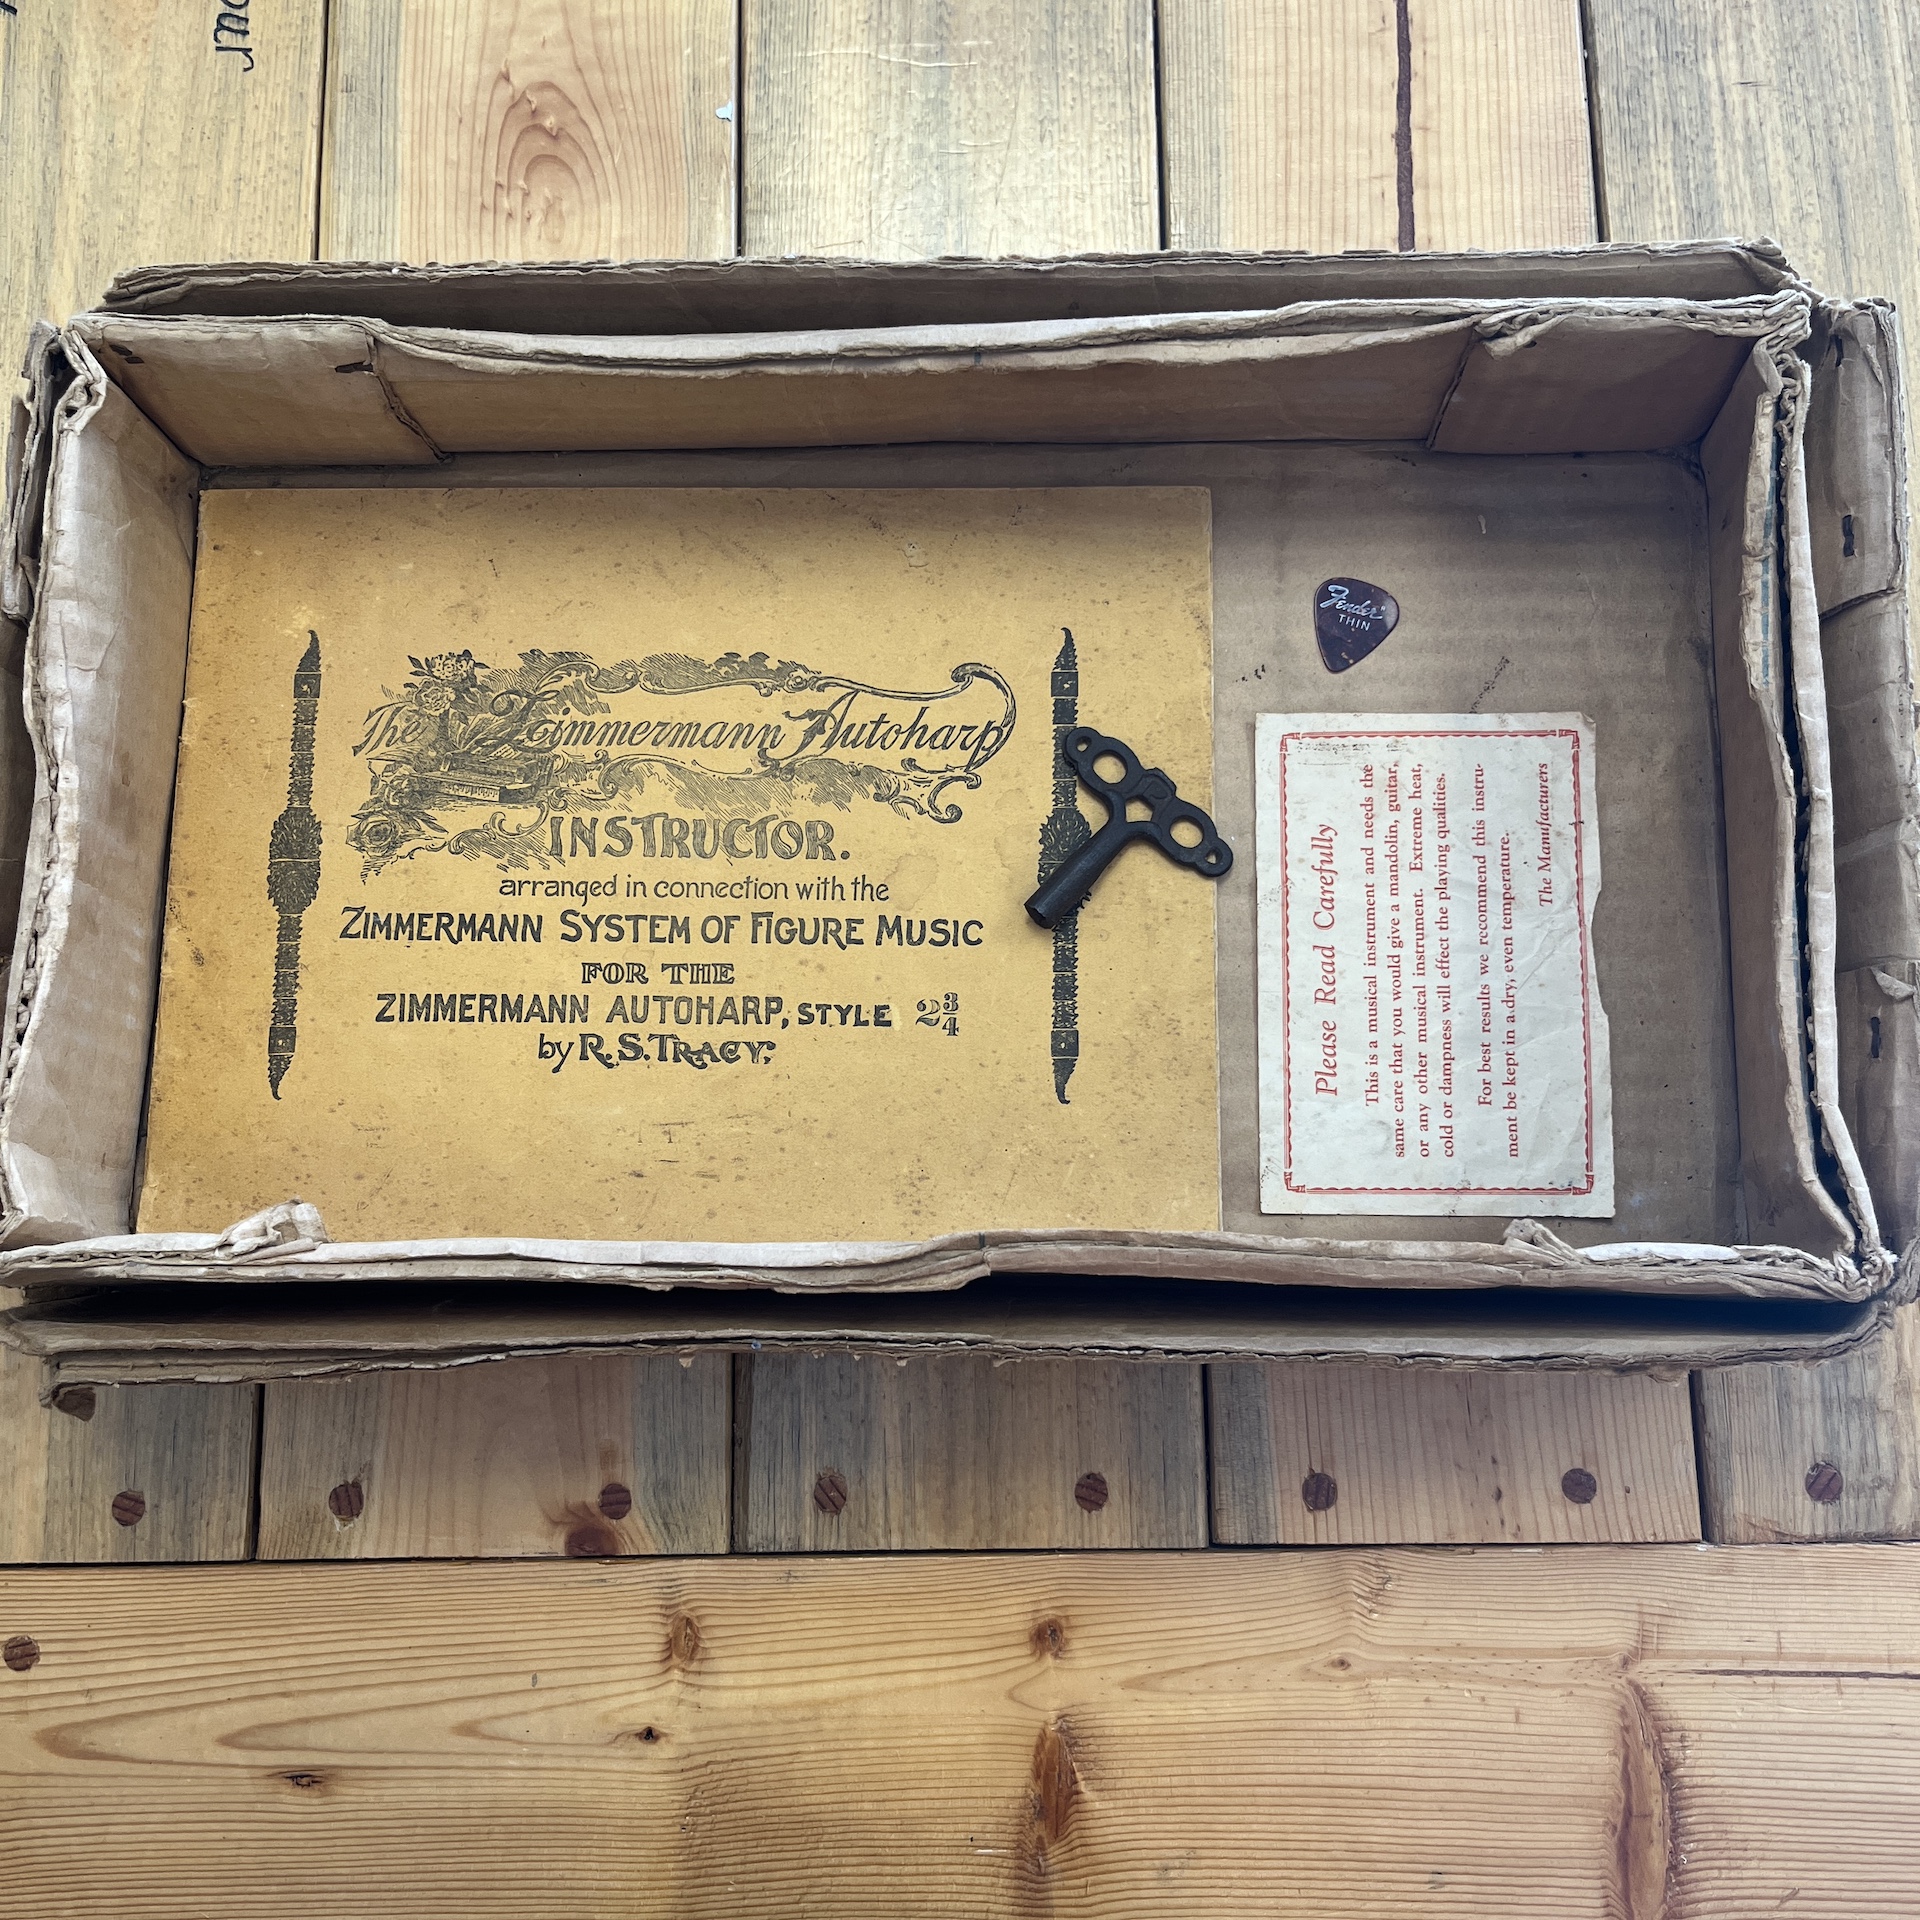 The Zimmermann Autoharp
INSTRUCTOR.
arranged in connection with the
ZIMMERMANN SYSTEM OF FIGURE MUSIC
FOR THE
ZIMMERMANN AUTOHARP, STYLE 2 3/4
by R. S. TRACY.
Fender
THIN
Please Read Carefully
This is a musical instrument and needs the
same care that you would give a mandolin, guitar,
or any other musical instrument. Extreme heat,
cold or dampness will effect the playing qualities.
For best results we recommend this instru-
ment be kept in a dry, even temperature.
The Manufacturers